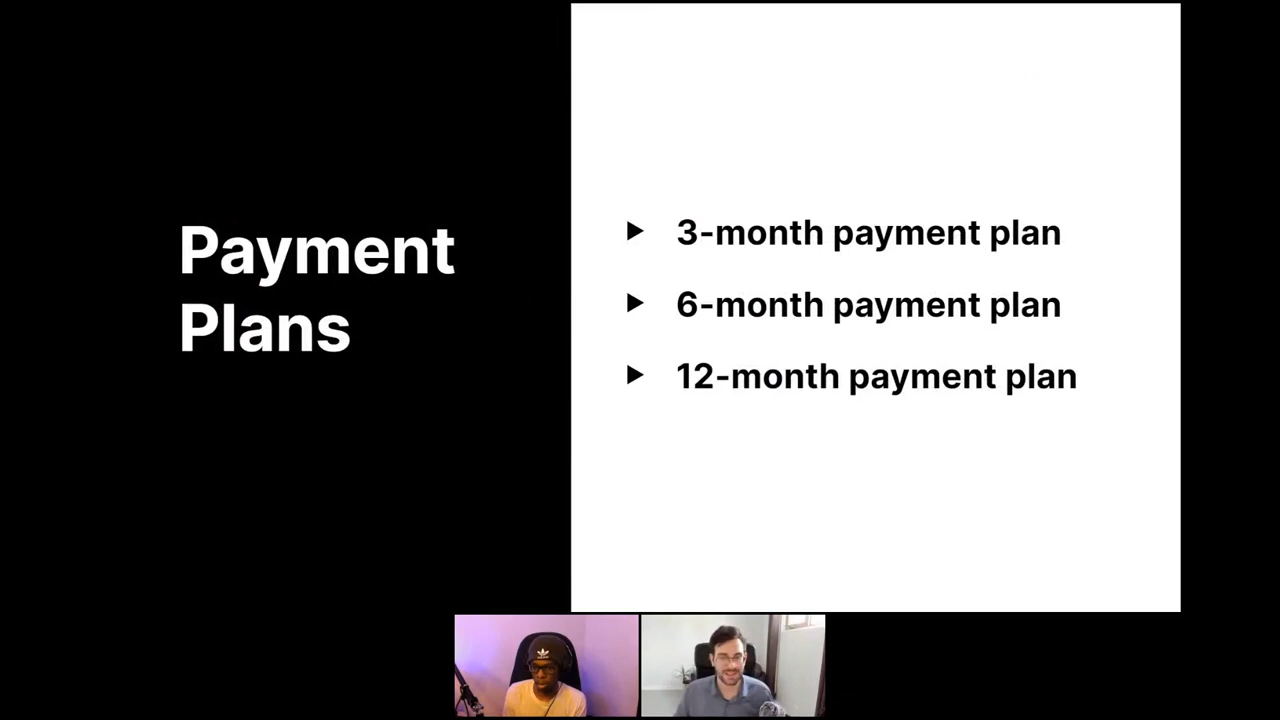 Payment
Plans
3-month payment plan
6-month payment plan
12-month payment plan